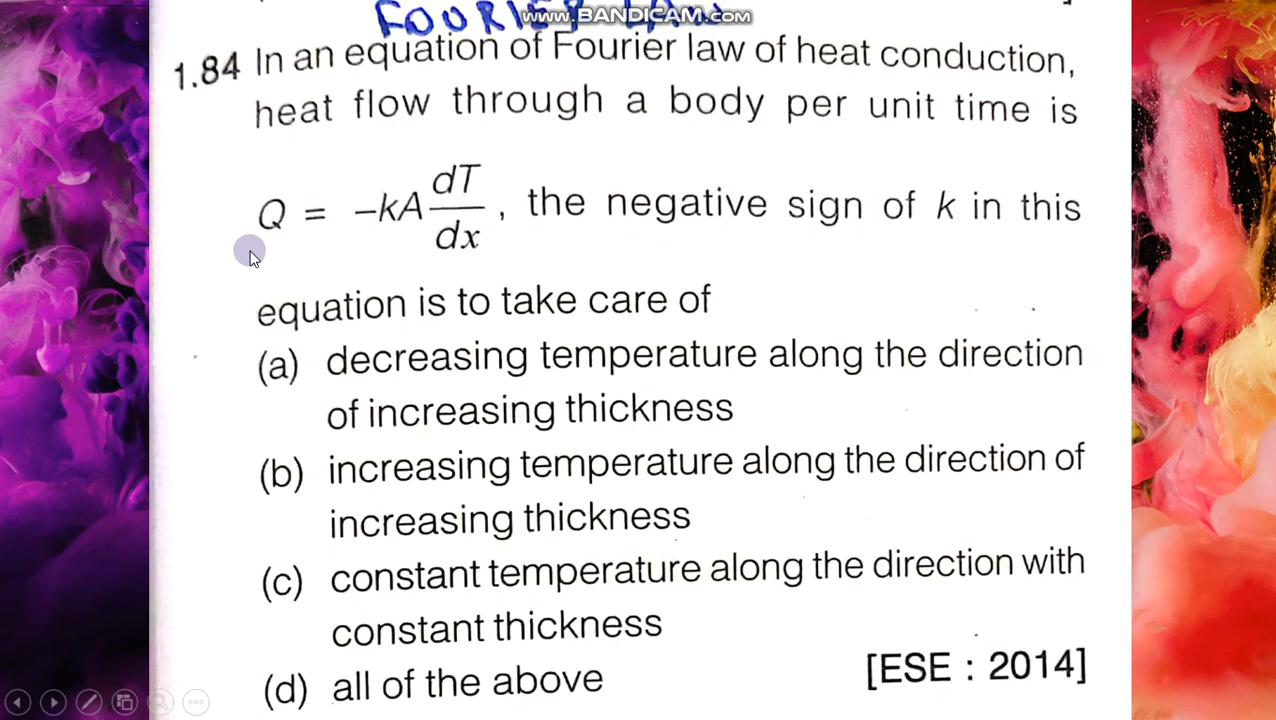 FOURIER LAW
www.BANDICAM.com
1.84 In an equation of Fourier law of heat conduction,
heat flow through a body per unit time is
Q = –kA dT/dx, the negative sign of k in this
equation is to take care of
(a) decreasing temperature along the direction
of increasing thickness
(b) increasing temperature along the direction of
increasing thickness
(c) constant temperature along the direction with
constant thickness
(d) all of the above [ESE : 2014]